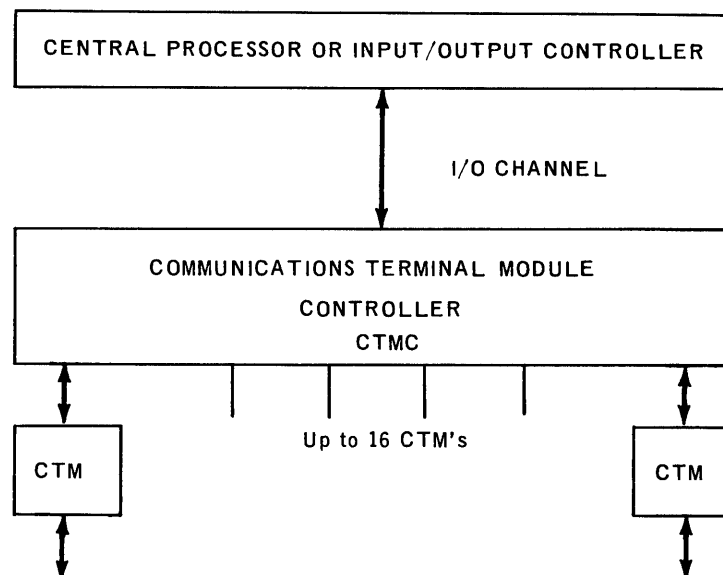 CENTRAL PROCESSOR OR INPUT/OUTPUT CONTROLLER
I/O CHANNEL
COMMUNICATIONS TERMINAL MODULE
CONTROLLER
CTMC
Up to 16 CTM's
CTM
CTM